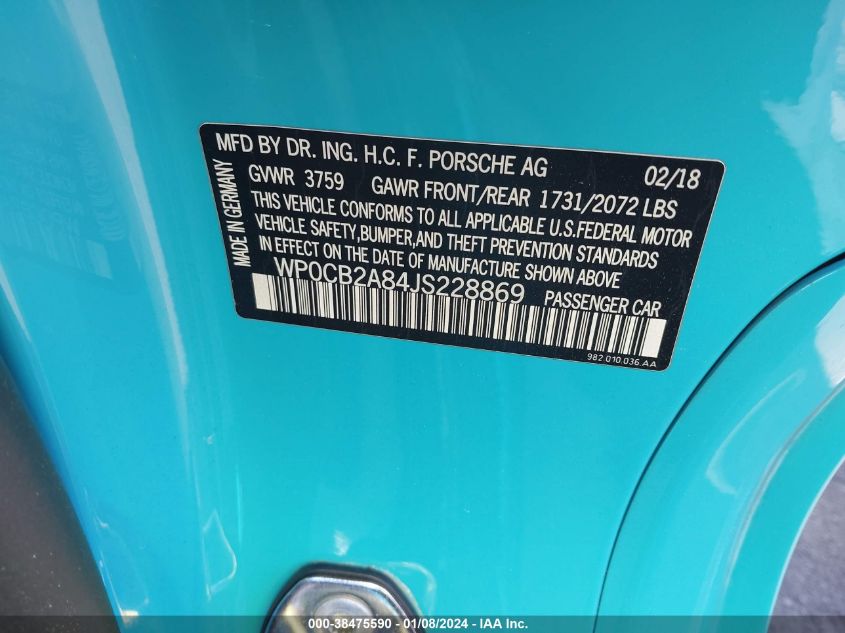 MFD BY DR. ING. H.C. F. PORSCHE AG 02/18
GVWR 3759 GAWR FRONT/REAR 1731/2072 LBS
THIS VEHICLE CONFORMS TO ALL APPLICABLE U.S.FEDERAL MOTOR
VEHICLE SAFETY,BUMPER,AND THEFT PREVENTION STANDARDS
IN EFFECT ON THE DATE OF MANUFACTURE SHOWN ABOVE
WP0CB2A84JS228869 PASSENGER CAR
982.010.036.AA
MADE IN GERMANY
000-38475590 - 01/08/2024 - IAA Inc.